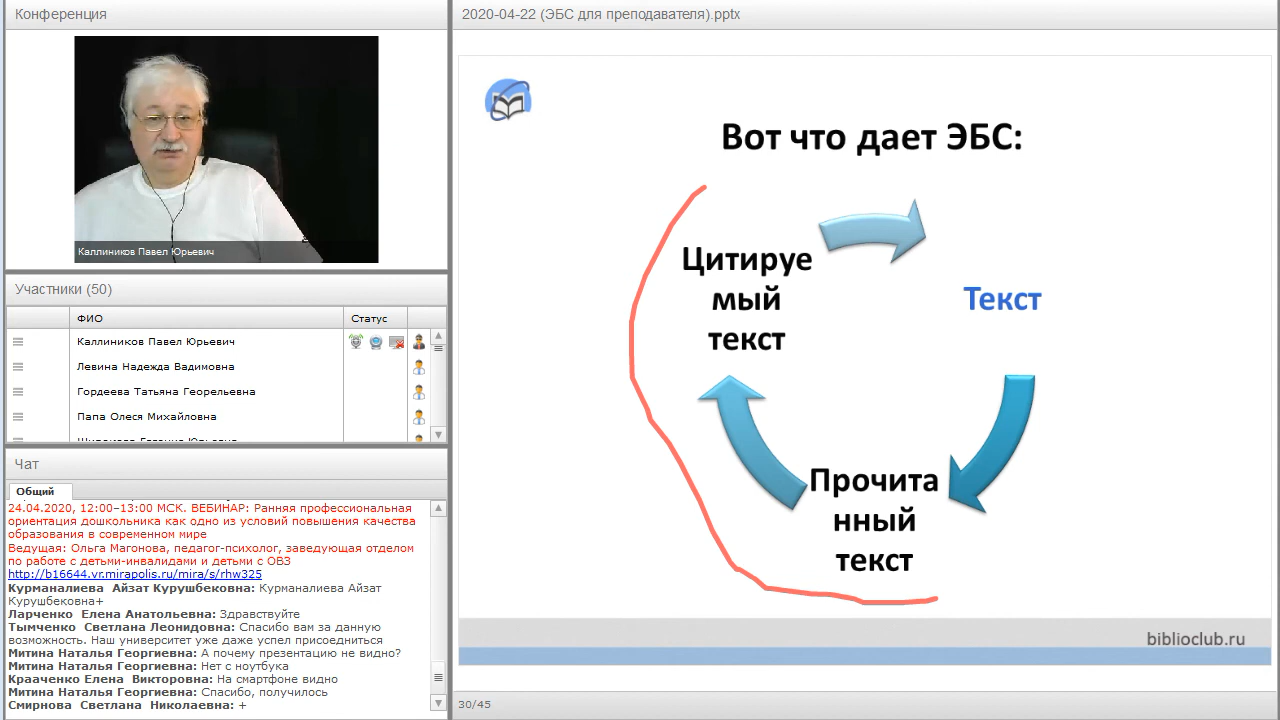 Конференция
Каллиников Павел Юрьевич
Участники (50)
ФИО
Статус
Каллиников Павел Юрьевич
Левина Надежда Вадимовна
Гордеева Татьяна Георельевна
Папа Олеся Михайловна
Чат
Общий
24.04.2020, 12:00–13:00 МСК. ВЕБИНАР: Ранняя профессиональная
ориентация дошкольника как одно из условий повышения качества
образования в современном мире
Ведущая: Ольга Магонова, педагог-психолог, заведующая отделом
по работе с детьми-инвалидами и детьми с ОВЗ
http://b16644.vr.mirapolis.ru/mira/s/rhw325
Курманалиева Айзат Курушбековна: Курманалиева Айзат
Курушбековна+
Ларченко Елена Анатольевна: Здравствуйте
Тымченко Светлана Леонидовна: Спасибо вам за данную
возможность. Наш университет уже даже успел присоедниться
Митина Наталья Георгиевна: А почему презентацию не видно?
Митина Наталья Георгиевна: Нет с ноутбука
Крааченко Елена Викторовна: На смартфоне видно
Митина Наталья Георгиевна: Спасибо, получилось
Смирнова Светлана Николаевна: +
2020-04-22 (ЭБС для преподавателя).pptx
Вот что дает ЭБС:
Цитируе
мый
текст
Текст
Прочита
нный
текст
biblioclub.ru
30/45